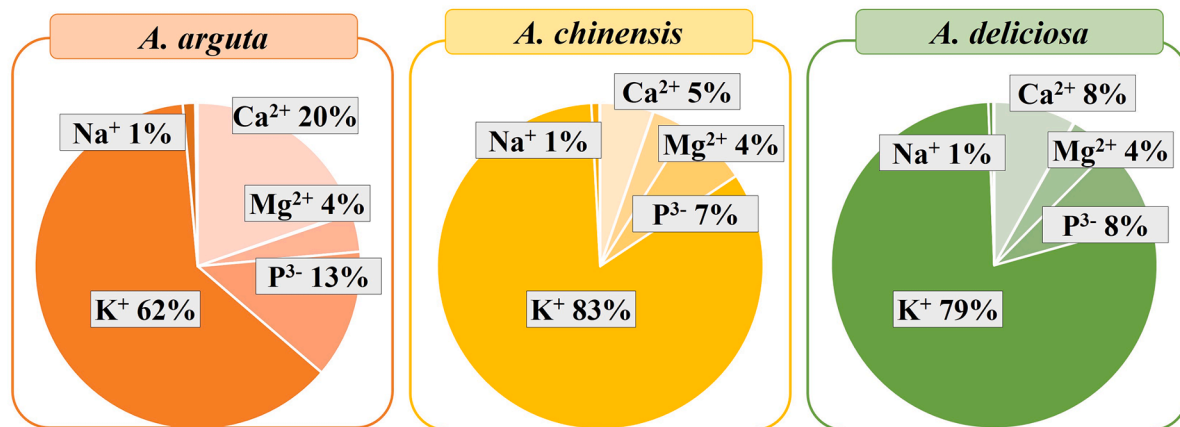 A. arguta
Ca²⁺ 20%
Na⁺ 1%
Mg²⁺ 4%
P³⁻ 13%
K⁺ 62%
A. chinensis
Ca²⁺ 5%
Na⁺ 1%
Mg²⁺ 4%
P³⁻ 7%
K⁺ 83%
A. deliciosa
Ca²⁺ 8%
Na⁺ 1%
Mg²⁺ 4%
P³⁻ 8%
K⁺ 79%